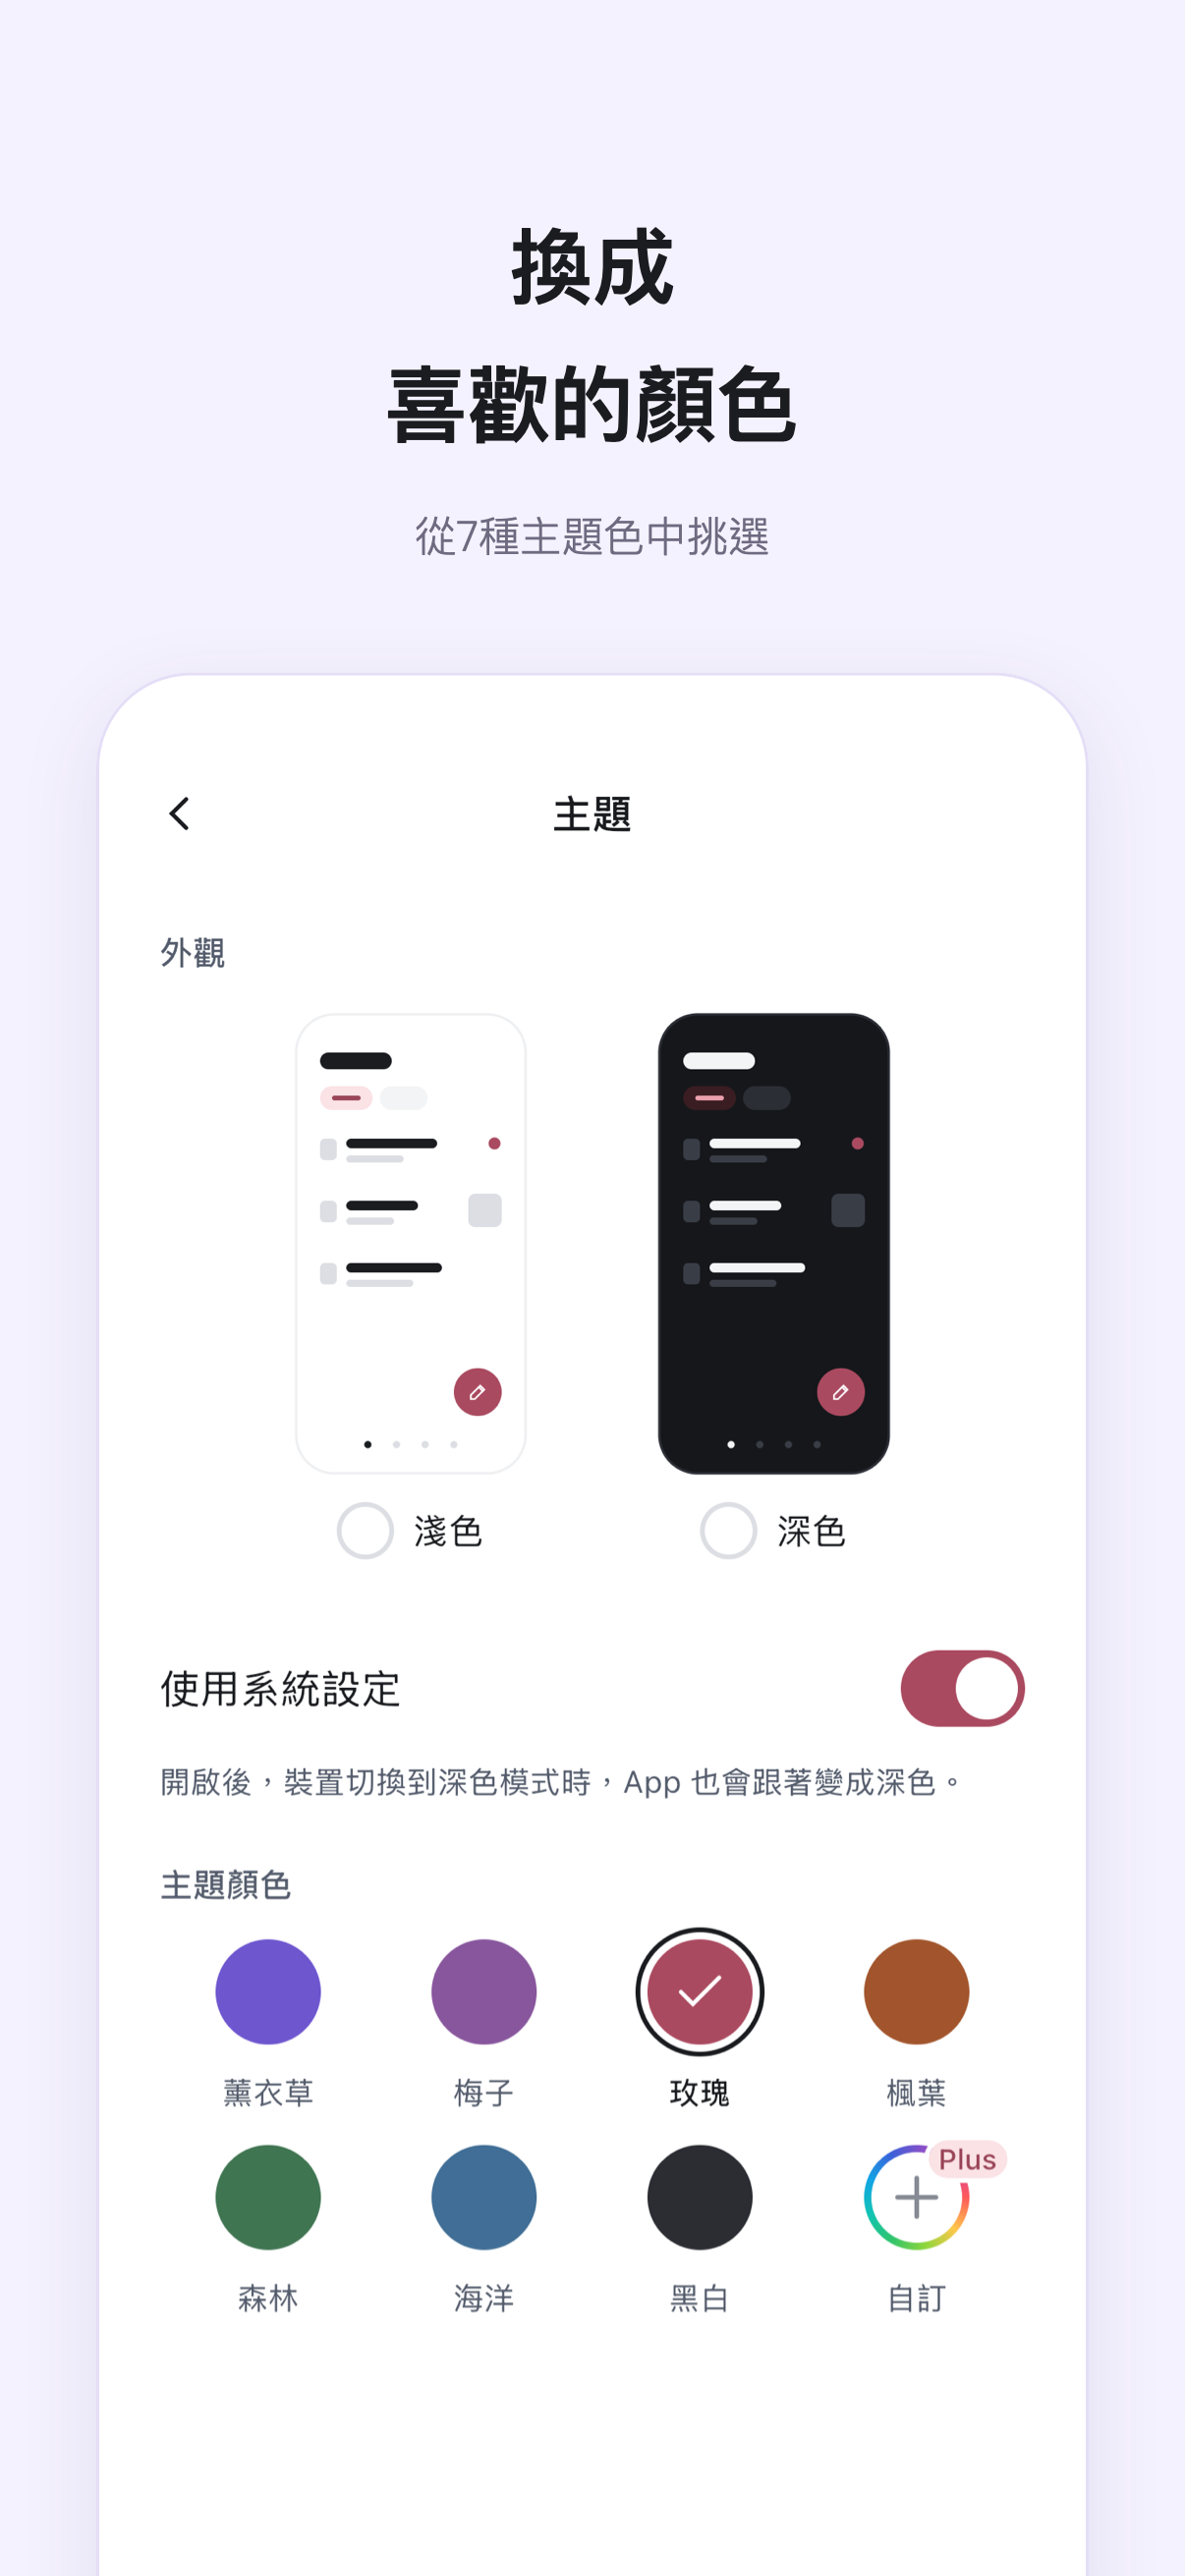 換成
喜歡的顏色
從7種主題色中挑選
主題
外觀
淺色
深色
使用系統設定
開啟後，裝置切換到深色模式時，App 也會跟著變成深色。
主題顏色
薰衣草
梅子
玫瑰
楓葉
Plus
森林
海洋
黑白
自訂